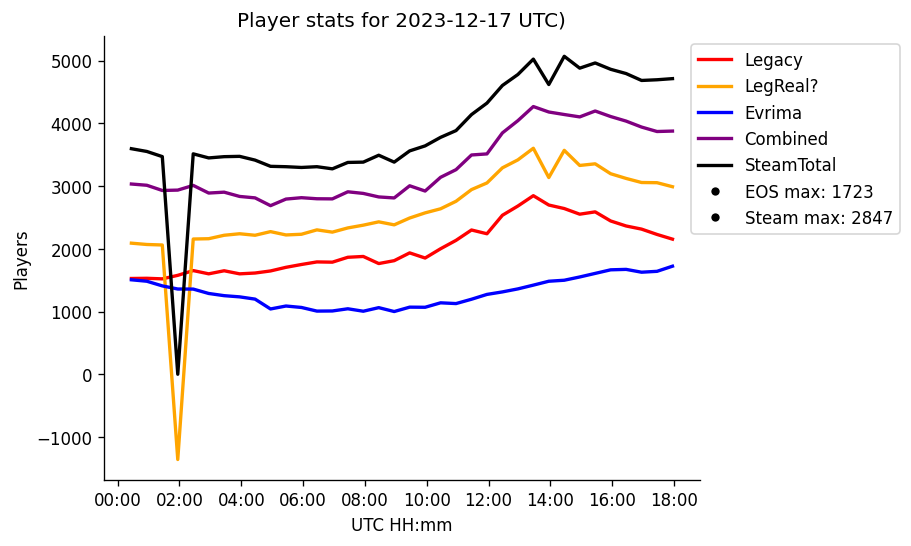 Player stats for 2023-12-17 UTC)
5000
4000
3000
2000
1000
0
−1000
Players
00:00 02:00 04:00 06:00 08:00 10:00 12:00 14:00 16:00 18:00
UTC HH:mm
Legacy
LegReal?
Evrima
Combined
SteamTotal
EOS max: 1723
Steam max: 2847